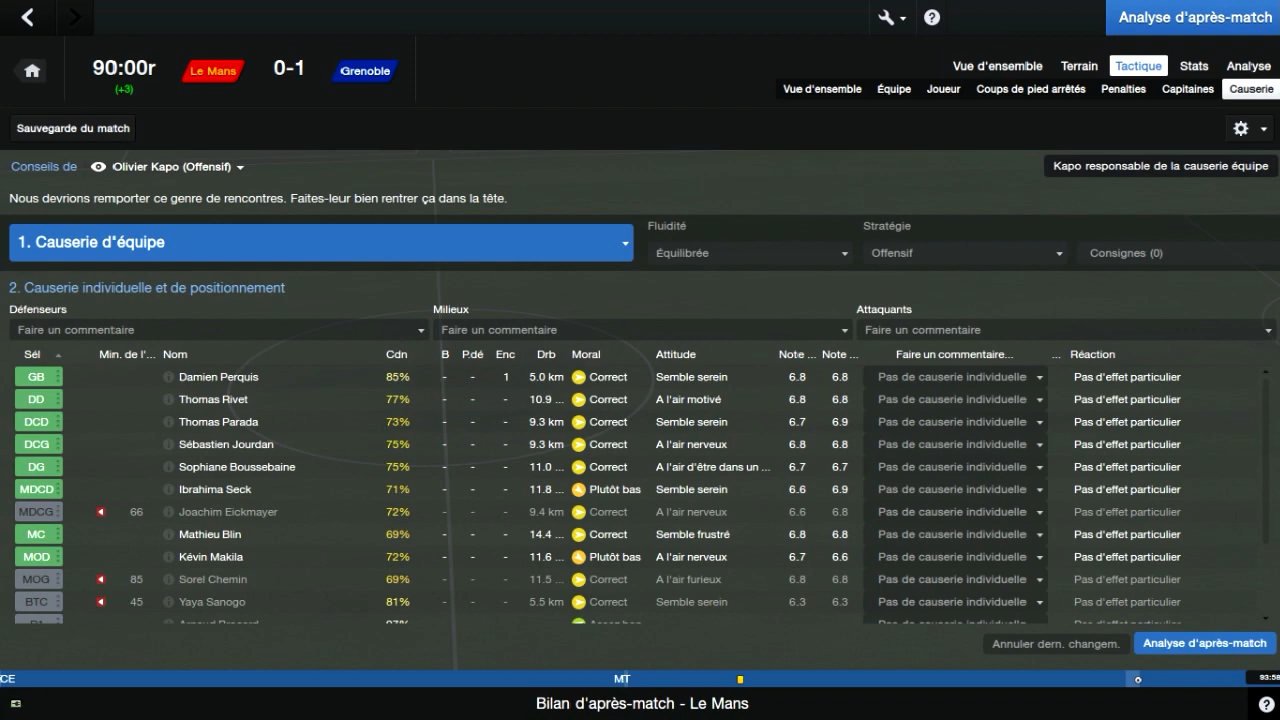 Analyse d'après-match
90:00r
(+3)
Le Mans
0-1
Grenoble
Vue d'ensemble Terrain Tactique Stats Analyse
Vue d'ensemble Équipe Joueur Coups de pied arrêtés Penalties Capitaines Causerie
Sauvegarde du match
Conseils de Olivier Kapo (Offensif)
Kapo responsable de la causerie équipe
Nous devrions remporter ce genre de rencontres. Faites-leur bien rentrer ça dans la tête.
1. Causerie d'équipe
Fluidité
Équilibrée
Stratégie
Offensif
Consignes (0)
2. Causerie individuelle et de positionnement
Défenseurs Milieux Attaquants
Faire un commentaire Faire un commentaire Faire un commentaire
Sél Min. de l'... Nom Cdn B P.dé Enc Drb Moral Attitude Note ... Note ... Faire un commentaire... ... Réaction
GB Damien Perquis 85% - - 1 5.0 km Correct Semble serein 6.8 6.8 Pas de causerie individuelle Pas d'effet particulier
DD Thomas Rivet 77% - - - 10.9 ... Correct A l'air motivé 6.8 6.8 Pas de causerie individuelle Pas d'effet particulier
DCD Thomas Parada 73% - - - 9.3 km Correct Semble serein 6.7 6.9 Pas de causerie individuelle Pas d'effet particulier
DCG Sébastien Jourdan 75% - - - 9.3 km Correct A l'air nerveux 6.8 6.8 Pas de causerie individuelle Pas d'effet particulier
DG Sophiane Boussebaine 75% - - - 11.0 ... Correct A l'air d'être dans un ... 6.7 6.7 Pas de causerie individuelle Pas d'effet particulier
MDCD Ibrahima Seck 71% - - - 11.8 ... Plutôt bas Semble serein 6.6 6.9 Pas de causerie individuelle Pas d'effet particulier
MDCG 66 Joachim Eickmayer 72% - - - 9.4 km Correct A l'air nerveux 6.6 6.8 Pas de causerie individuelle Pas d'effet particulier
MC Mathieu Blin 69% - - - 14.4 ... Correct Semble frustré 6.8 6.8 Pas de causerie individuelle Pas d'effet particulier
MOD Kévin Makila 72% - - - 11.6 ... Plutôt bas A l'air nerveux 6.7 6.6 Pas de causerie individuelle Pas d'effet particulier
MOG 85 Sorel Chemin 69% - - - 11.5 ... Correct A l'air furieux 6.8 6.8 Pas de causerie individuelle Pas d'effet particulier
BTC 45 Yaya Sanogo 81% - - - 5.5 km Correct Semble serein 6.3 6.3 Pas de causerie individuelle Pas d'effet particulier
Annuler dern. changem. Analyse d'après-match
CE MT 93:58
Bilan d'après-match - Le Mans